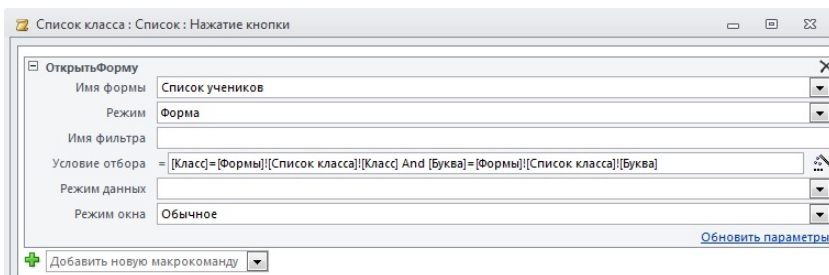 Список класса : Список : Нажатие кнопки
ОткрытьФорму
Имя формы Список учеников
Режим Форма
Имя фильтра
Условие отбора = [Класс]=[Формы]![Список класса]![Класс] And [Буква]=[Формы]![Список класса]![Буква]
Режим данных
Режим окна Обычное
Обновить параметры
Добавить новую макрокоманду